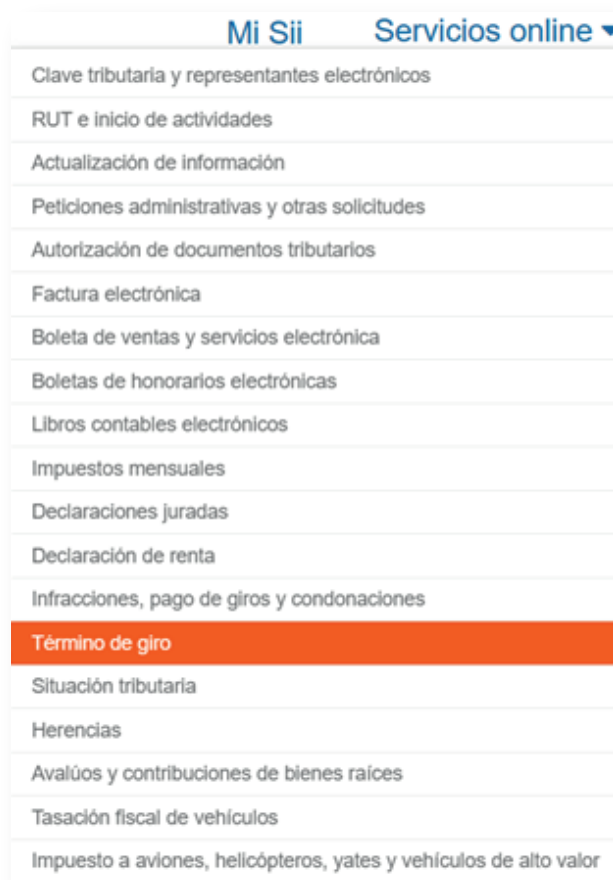 Mi Sii Servicios online
Clave tributaria y representantes electrónicos
RUT e inicio de actividades
Actualización de información
Peticiones administrativas y otras solicitudes
Autorización de documentos tributarios
Factura electrónica
Boleta de ventas y servicios electrónica
Boletas de honorarios electrónicas
Libros contables electrónicos
Impuestos mensuales
Declaraciones juradas
Declaración de renta
Infracciones, pago de giros y condonaciones
Término de giro
Situación tributaria
Herencias
Avalúos y contribuciones de bienes raíces
Tasación fiscal de vehículos
Impuesto a aviones, helicópteros, yates y vehículos de alto valor